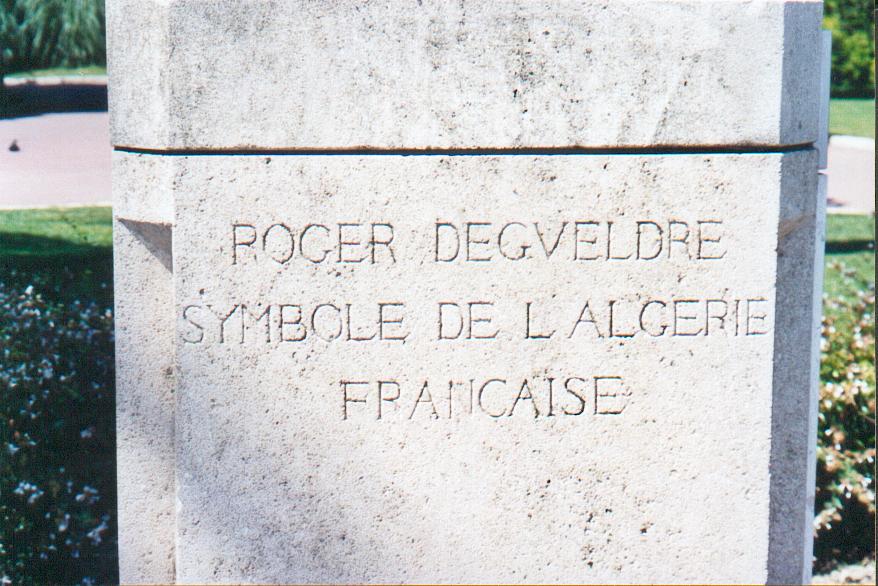 ROGER DEGVELDRE
SYMBOLE DE L ALGERIE
FRANCAISE